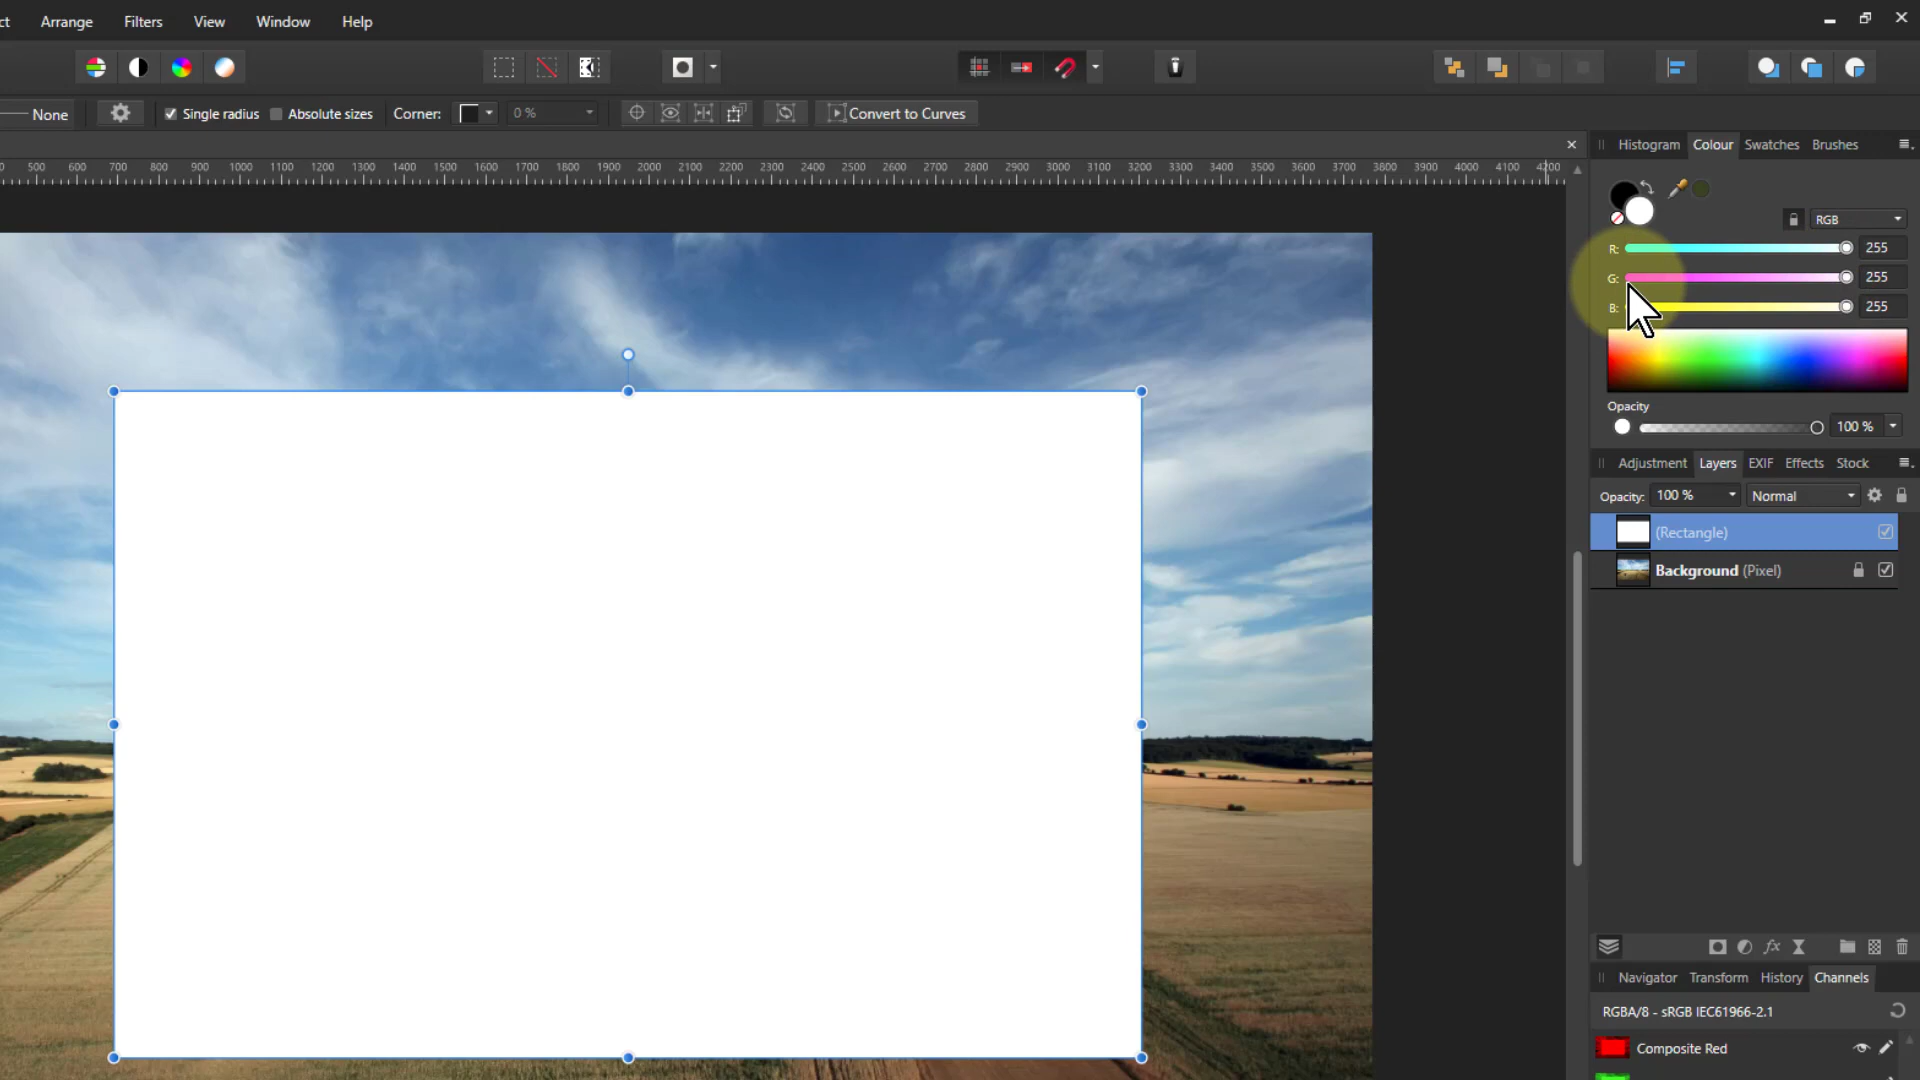 ct Arrange Filters View Window Help
None Single radius Absolute sizes Corner: 0 % Convert to Curves
0 500 600 700 800 900 1000 1100 1200 1300 1400 1500 1600 1700 1800 1900 2000 2100 2200 2300 2400 2500 2600 2700 2800 2900 3000 3100 3200 3300 3400 3500 3600 3700 3800 3900 4000 4100 4200
Histogram Colour Swatches Brushes
RGB
R: 255
G: 255
B: 255
Opacity
100 %
Adjustment Layers EXIF Effects Stock
Opacity: 100 % Normal
(Rectangle)
Background (Pixel)
fx
Navigator Transform History Channels
RGBA/8 - sRGB IEC61966-2.1
Composite Red